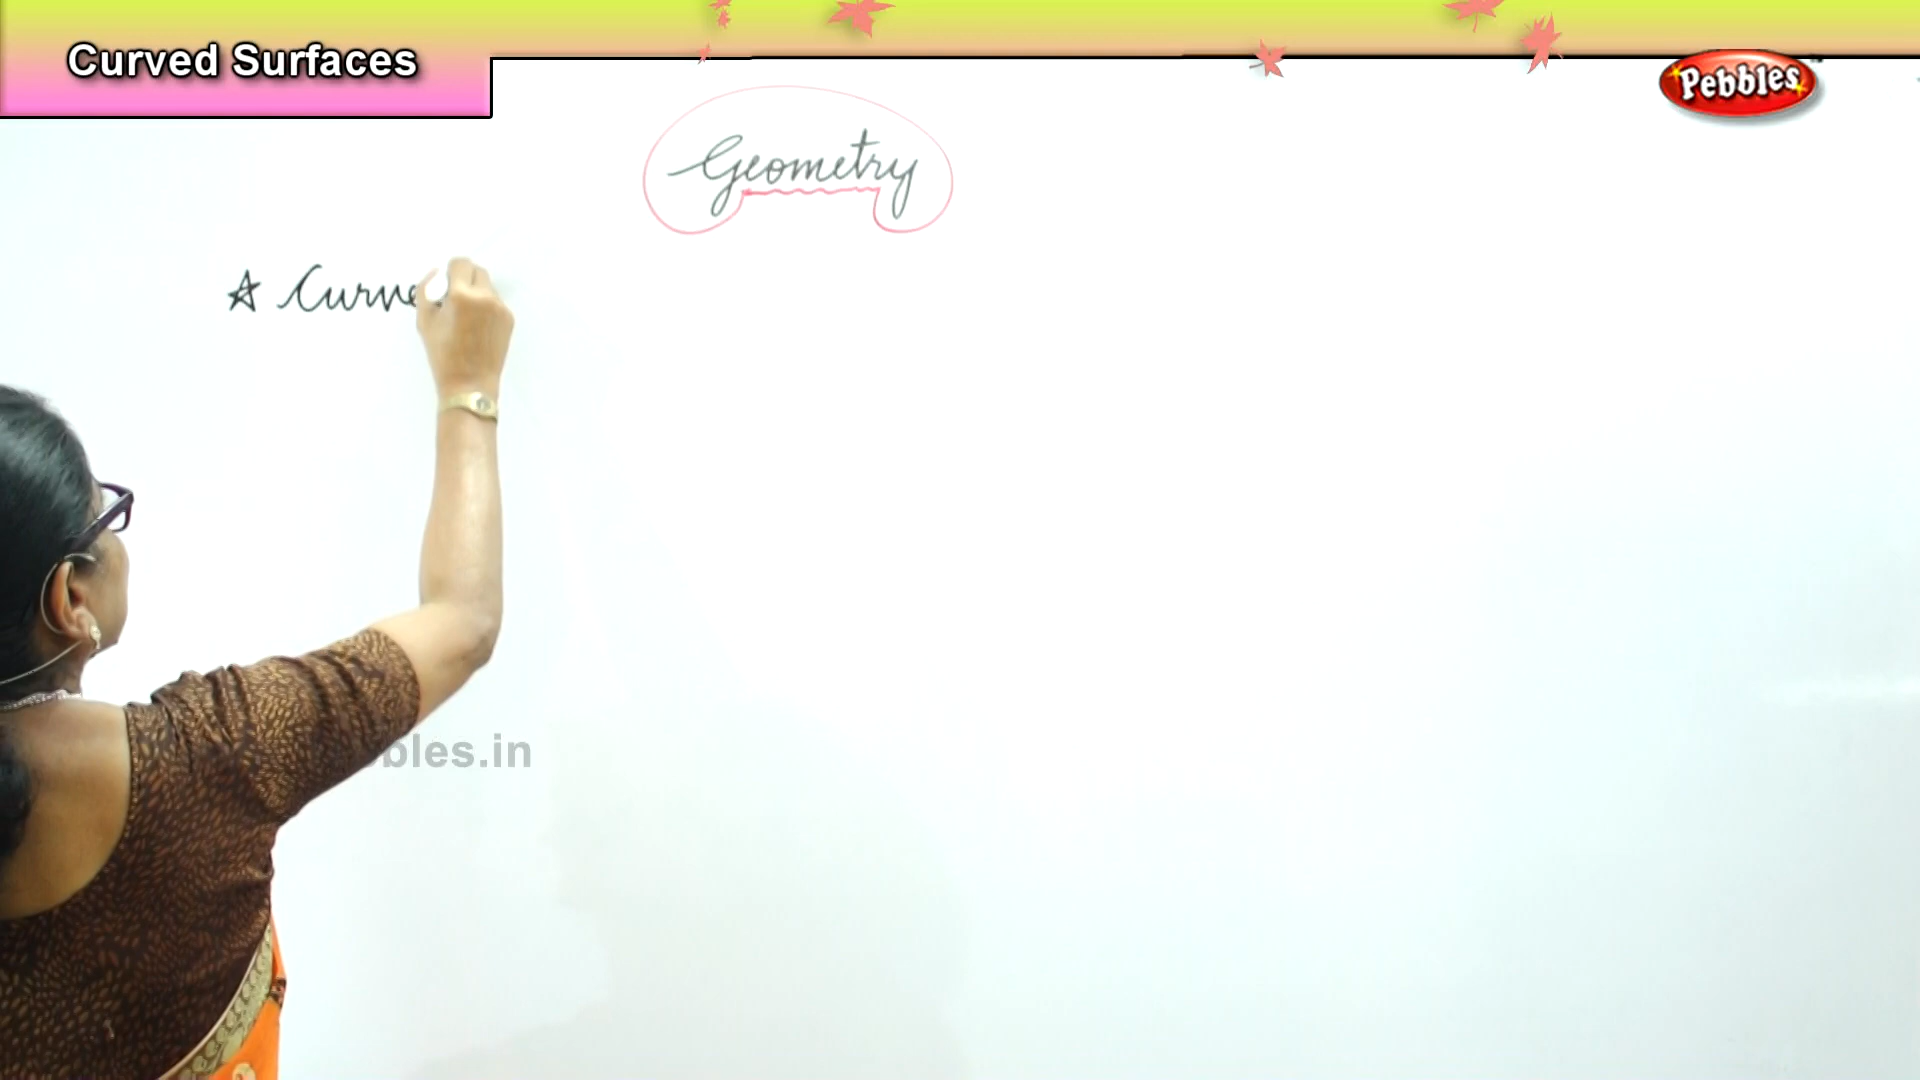 Curved Surfaces
Pebbles
Geometry
☆ Curve
bles.in